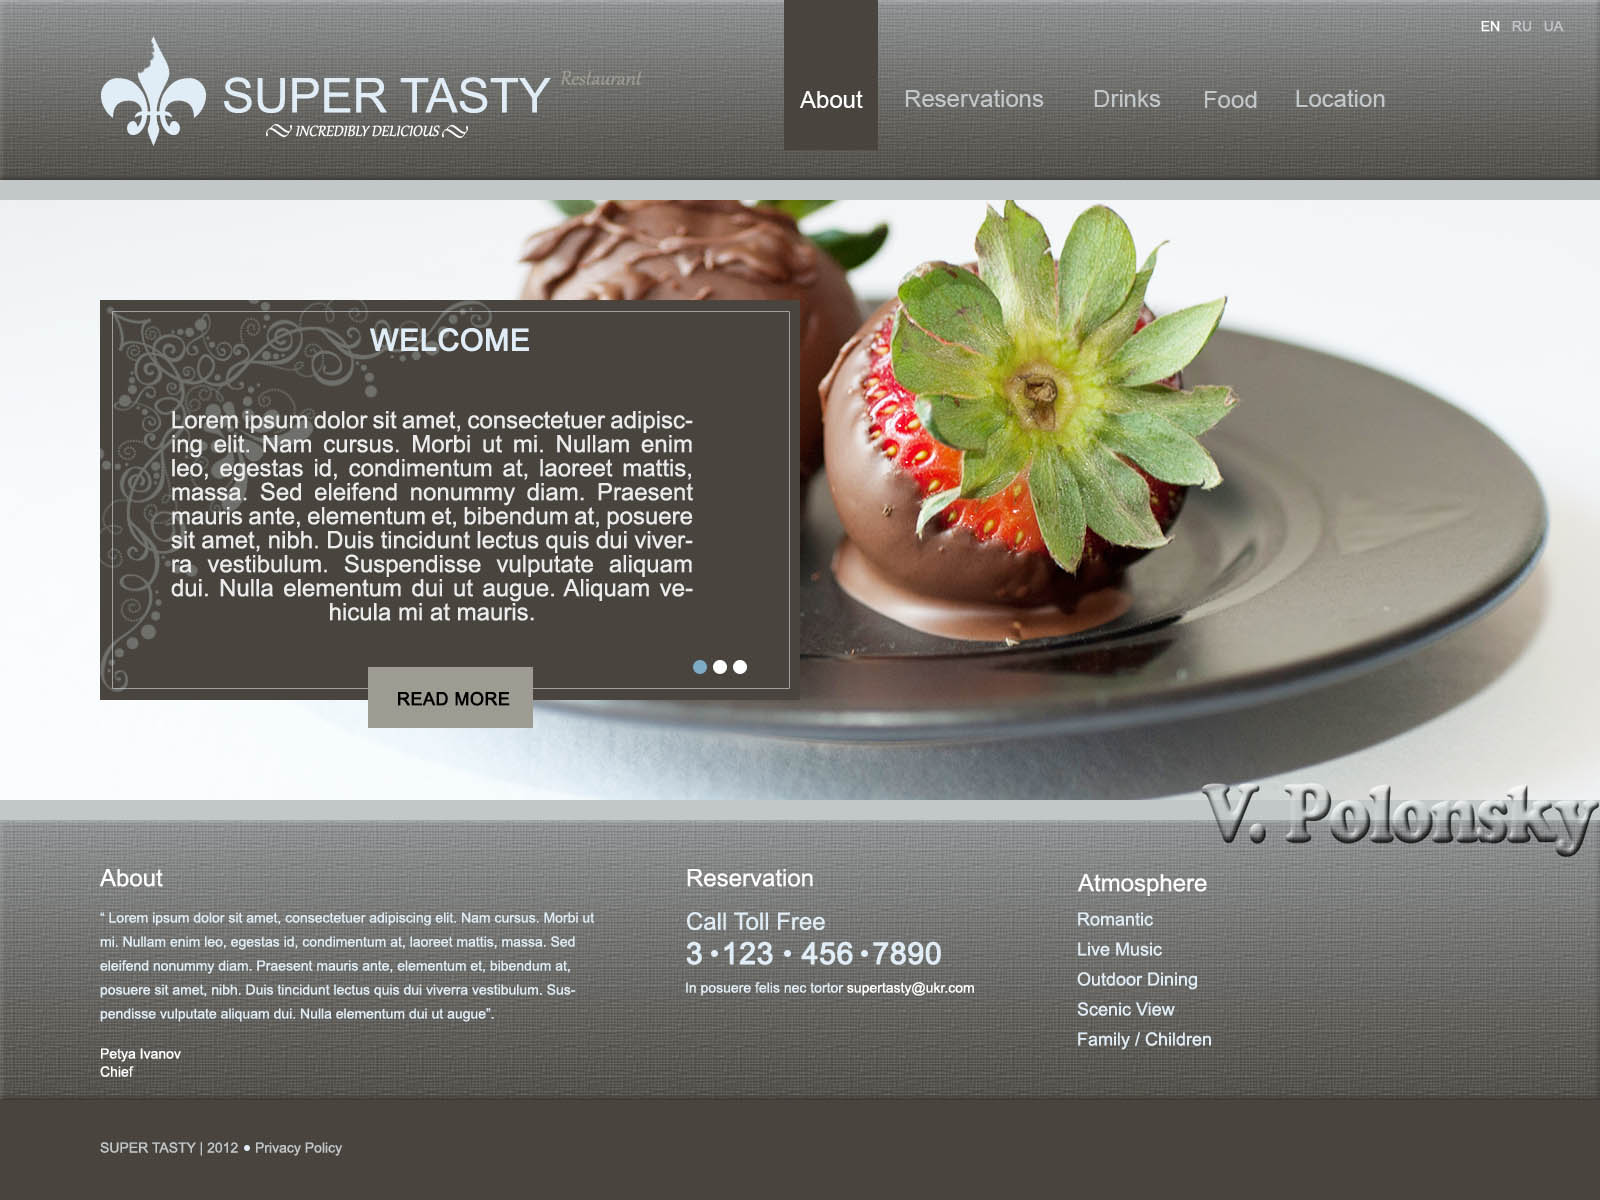 EN RU UA
SUPER TASTY Restaurant
INCREDIBLY DELICIOUS
About Reservations Drinks Food Location
WELCOME
Lorem ipsum dolor sit amet, consectetuer adipisc-
ing elit. Nam cursus. Morbi ut mi. Nullam enim
leo, egestas id, condimentum at, laoreet mattis,
massa. Sed eleifend nonummy diam. Praesent
mauris ante, elementum et, bibendum at, posuere
sit amet, nibh. Duis tincidunt lectus quis dui viver-
ra vestibulum. Suspendisse vulputate aliquam
dui. Nulla elementum dui ut augue. Aliquam ve-
hicula mi at mauris.
READ MORE
V. Polonsky
About
“ Lorem ipsum dolor sit amet, consectetuer adipiscing elit. Nam cursus. Morbi ut
mi. Nullam enim leo, egestas id, condimentum at, laoreet mattis, massa. Sed
eleifend nonummy diam. Praesent mauris ante, elementum et, bibendum at,
posuere sit amet, nibh. Duis tincidunt lectus quis dui viverra vestibulum. Sus-
pendisse vulputate aliquam dui. Nulla elementum dui ut augue”.
Petya Ivanov
Chief
Reservation
Call Toll Free
3 • 123 • 456 • 7890
In posuere felis nec tortor supertasty@ukr.com
Atmosphere
Romantic
Live Music
Outdoor Dining
Scenic View
Family / Children
SUPER TASTY | 2012 ● Privacy Policy